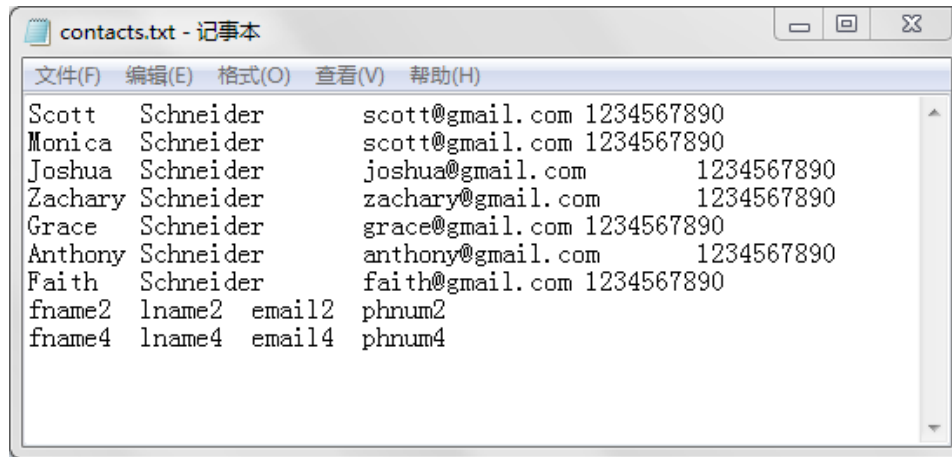 contacts.txt - 记事本
文件(F) 编辑(E) 格式(O) 查看(V) 帮助(H)
Scott Schneider scott@gmail.com 1234567890
Monica Schneider scott@gmail.com 1234567890
Joshua Schneider joshua@gmail.com 1234567890
Zachary Schneider zachary@gmail.com 1234567890
Grace Schneider grace@gmail.com 1234567890
Anthony Schneider anthony@gmail.com 1234567890
Faith Schneider faith@gmail.com 1234567890
fname2 lname2 email2 phnum2
fname4 lname4 email4 phnum4